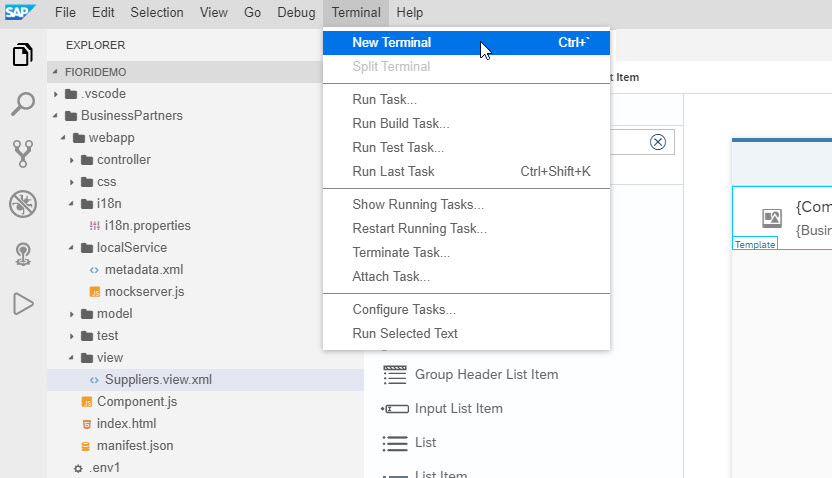 SAP File Edit Selection View Go Debug Terminal Help
EXPLORER
FIORIDEMO
.vscode
BusinessPartners
webapp
controller
css
i18n
i18n.properties
localService
metadata.xml
mockserver.js
model
test
view
Suppliers.view.xml
Component.js
index.html
manifest.json
.env1
New Terminal Ctrl+`
Split Terminal
Run Task...
Run Build Task...
Run Test Task...
Run Last Task Ctrl+Shift+K
Show Running Tasks...
Restart Running Task...
Terminate Task...
Attach Task...
Configure Tasks...
Run Selected Text
t Item
Group Header List Item
Input List Item
List
List Item
{Com
{Busin
Template